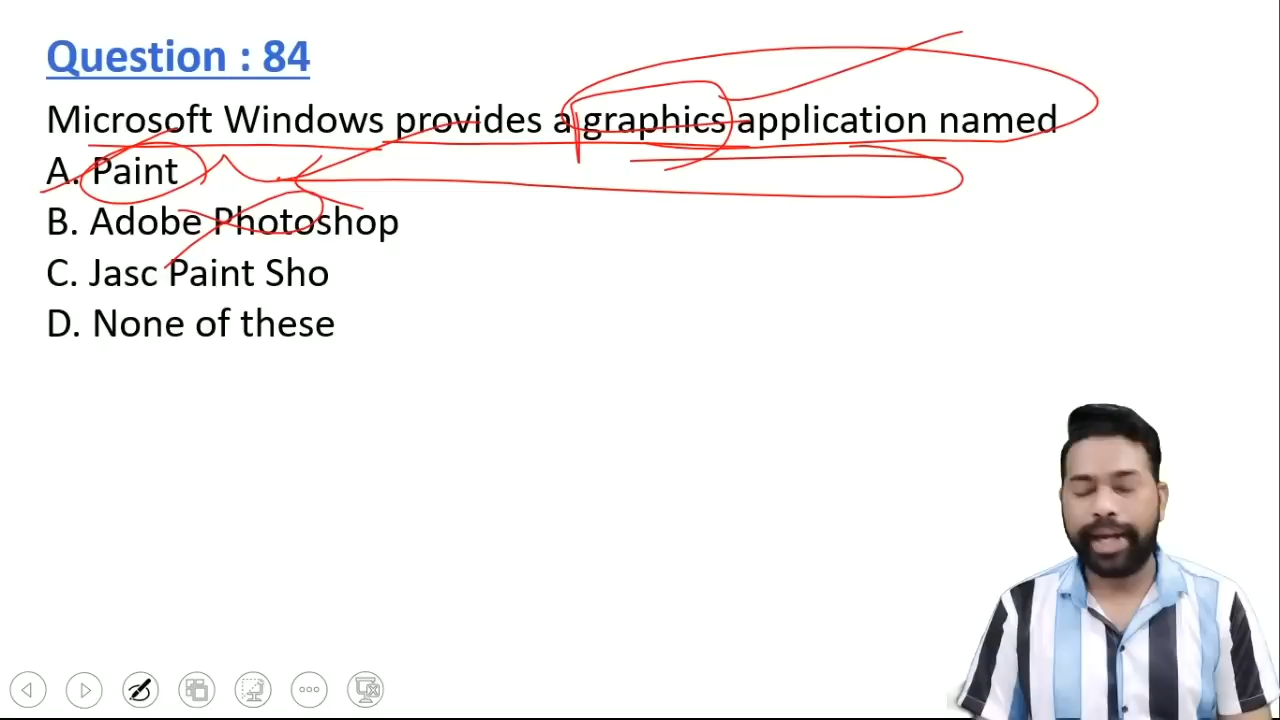 Question : 84
Microsoft Windows provides a graphics application named
A. Paint
B. Adobe Photoshop
C. Jasc Paint Sho
D. None of these